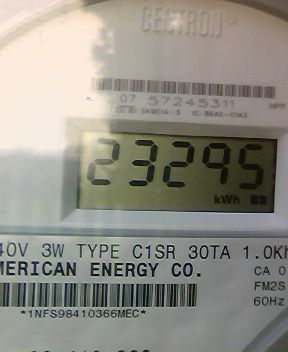 CENTRON®
07 57245311 HPP
23295
kWh
40V 3W TYPE C1SR 30TA 1.0K
MERICAN ENERGY CO.
CA 0
FM2S
60Hz
*1NFS98410366MEC*